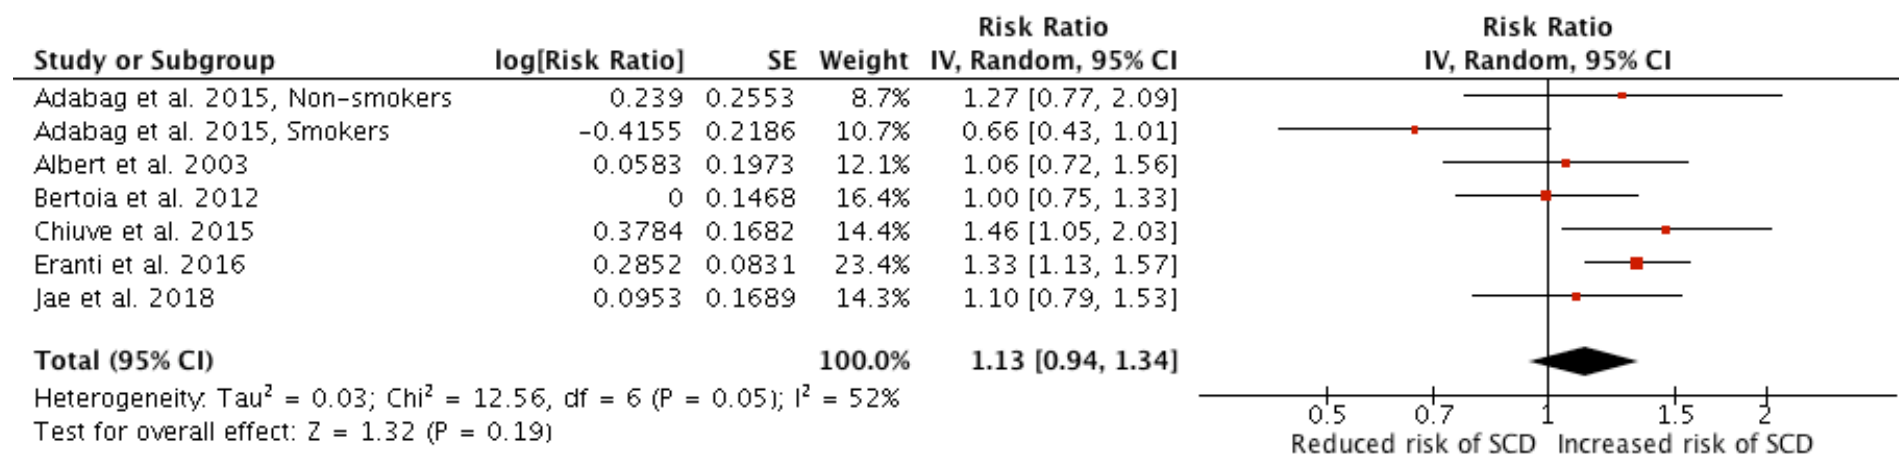 Risk Ratio Risk Ratio
Study or Subgroup log[Risk Ratio] SE Weight IV, Random, 95% CI IV, Random, 95% CI
Adabag et al. 2015, Non-smokers 0.239 0.2553 8.7% 1.27 [0.77, 2.09]
Adabag et al. 2015, Smokers -0.4155 0.2186 10.7% 0.66 [0.43, 1.01]
Albert et al. 2003 0.0583 0.1973 12.1% 1.06 [0.72, 1.56]
Bertoia et al. 2012 0 0.1468 16.4% 1.00 [0.75, 1.33]
Chiuve et al. 2015 0.3784 0.1682 14.4% 1.46 [1.05, 2.03]
Eranti et al. 2016 0.2852 0.0831 23.4% 1.33 [1.13, 1.57]
Jae et al. 2018 0.0953 0.1689 14.3% 1.10 [0.79, 1.53]
Total (95% CI) 100.0% 1.13 [0.94, 1.34]
Heterogeneity: Tau² = 0.03; Chi² = 12.56, df = 6 (P = 0.05); I² = 52%
Test for overall effect: Z = 1.32 (P = 0.19)
0.5 0.7 1 1.5 2
Reduced risk of SCD Increased risk of SCD